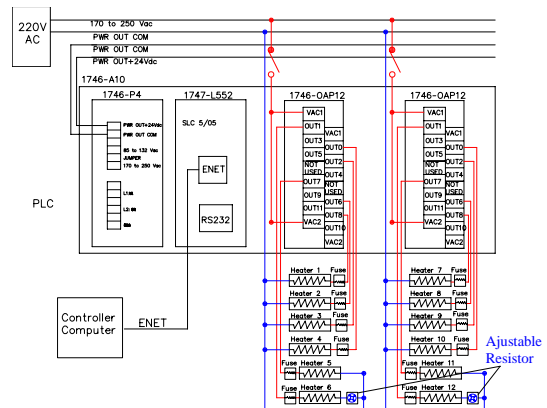 220V
AC
170 to 250 Vac
PWR OUT COM
PWR OUT COM
PWR OUT+24Vdc
1746-A10
1746-P4
PWR OUT+24Vdc
PWR OUT COM
85 to 132 Vac
JUMPER
170 to 250 Vac
1747-L552
SLC 5/05
ENET
RS232
1746-OAP12
VAC1
OUT1
OUT3
OUT5
NOT
USED
OUT7
OUT9
OUT11
VAC2
VAC1
OUT0
OUT2
OUT4
NOT
USED
OUT6
OUT8
OUT10
VAC2
1746-OAP12
VAC1
OUT1
OUT3
OUT5
NOT
USED
OUT7
OUT9
OUT11
VAC2
VAC1
OUT0
OUT2
OUT4
NOT
USED
OUT6
OUT8
OUT10
VAC2
PLC
Controller
Computer
ENET
Heater 1 Fuse
Heater 2 Fuse
Heater 3 Fuse
Heater 4 Fuse
Fuse Heater 5
Fuse Heater 6
Heater 7 Fuse
Heater 8 Fuse
Heater 9 Fuse
Heater 10 Fuse
Fuse Heater 11
Fuse Heater 12
Ajustable
Resistor